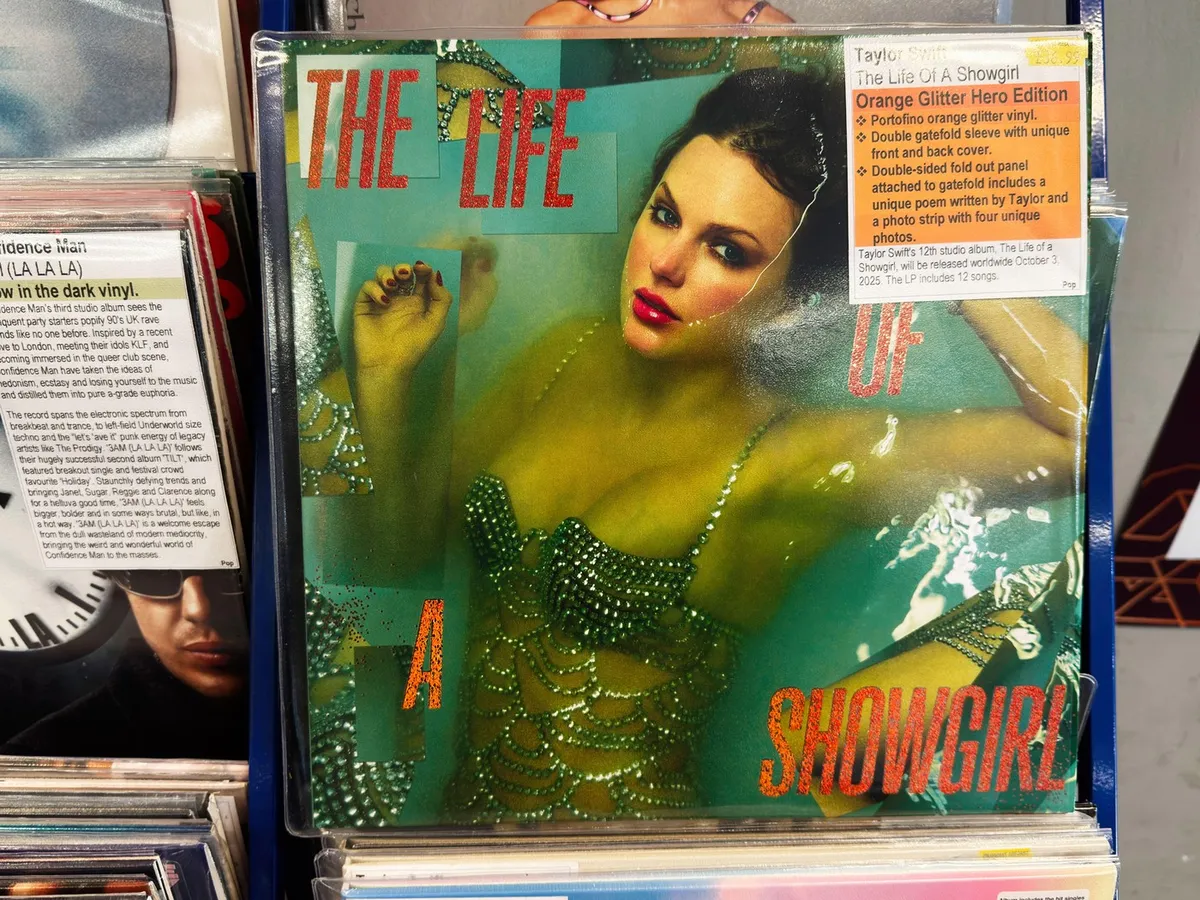 THE LIFE
OF
A
SHOWGIRL
Taylor Swift
The Life Of A Showgirl
Orange Glitter Hero Edition
❖ Portofino orange glitter vinyl.
❖ Double gatefold sleeve with unique
front and back cover.
❖ Double-sided fold out panel
attached to gatefold includes a
unique poem written by Taylor and
a photo strip with four unique
photos.
Taylor Swift's 12th studio album, The Life of a
Showgirl, will be released worldwide October 3,
2025. The LP includes 12 songs.
Pop
fidence Man
(LA LA LA)
ow in the dark vinyl.
fidence Man's third studio album sees the
quent party starters popify 90's UK rave
nds like no one before. Inspired by a recent
ve to London, meeting their idols KLF, and
coming immersed in the queer club scene,
onfidence Man have taken the ideas of
hedonism, ecstasy and losing yourself to the music
and distilled them into pure a-grade euphoria.
The record spans the electronic spectrum from
breakbeat and trance, to left-field Underworld size
techno and the "let's 'ave it" punk energy of legacy
artists like The Prodigy. '3AM (LA LA LA)' follows
their hugely successful second album 'TILT', which
featured breakout single and festival crowd
favourite 'Holiday'. Staunchly defying trends and
bringing Janet, Sugar, Reggie and Clarence along
for a helluva good time, '3AM (LA LA LA)' feels
bigger, bolder and in some ways brutal, but like, in
a hot way. '3AM (LA LA LA)' is a welcome escape
from the dull wasteland of modern mediocrity,
bringing the weird and wonderful world of
Confidence Man to the masses.
Pop
LA
Album includes the hit singles